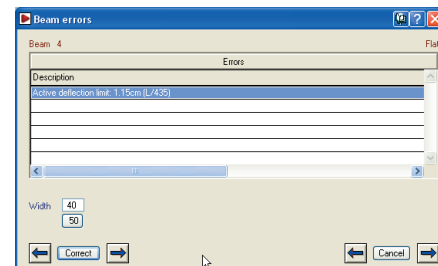 Beam errors
Beam 4 Flat
Errors
Description
Active deflection limit: 1.15cm (L/435)
Width 40
50
Correct Cancel